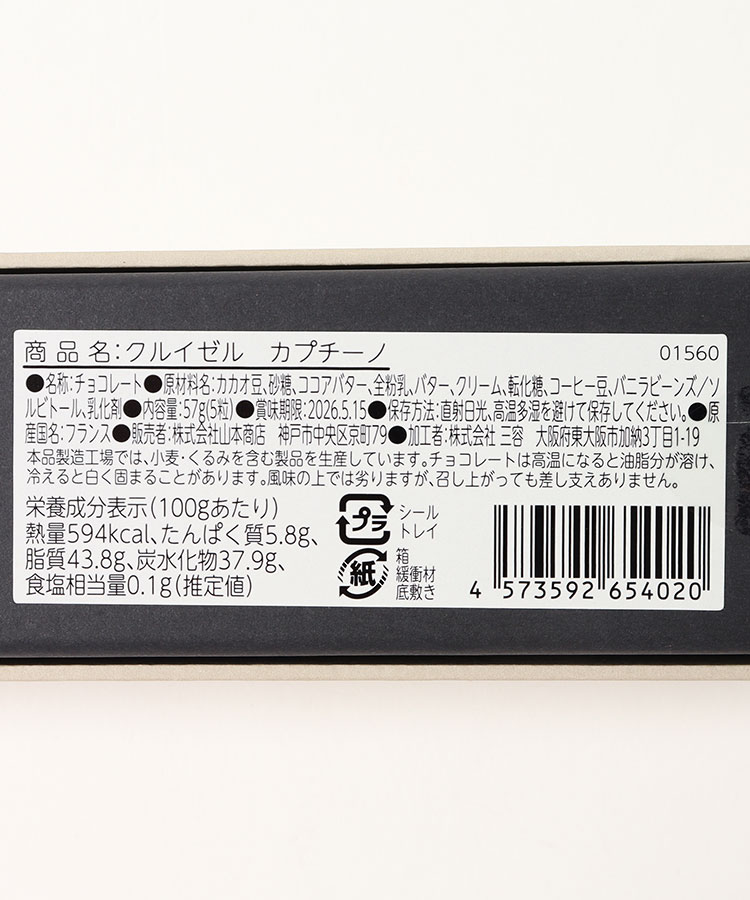 商品名:クルイゼル　カプチーノ 01560
●名称:チョコレート●原材料名:カカオ豆、砂糖、ココアバター、全粉乳、バター、クリーム、転化糖、コーヒー豆、バニラビーンズ/ソ
ルビトール、乳化剤●内容量:57g(5粒)●賞味期限:2026.5.15●保存方法:直射日光、高温多湿を避けて保存してください。●原
産国名:フランス●販売者:株式会社山本商店　神戸市中央区京町79●加工者:株式会社 三容　大阪府東大阪市加納3丁目1-19
本品製造工場では、小麦・くるみを含む製品を生産しています。チョコレートは高温になると油脂分が溶け、
冷えると白く固まることがあります。風味の上では劣りますが、召し上がっても差し支えありません。
栄養成分表示(100gあたり)
熱量594kcal、たんぱく質5.8g、
脂質43.8g、炭水化物37.9g、
食塩相当量0.1g(推定値)
プラ
シール
トレイ
紙
箱
緩衝材
底敷き
4 573592 654020